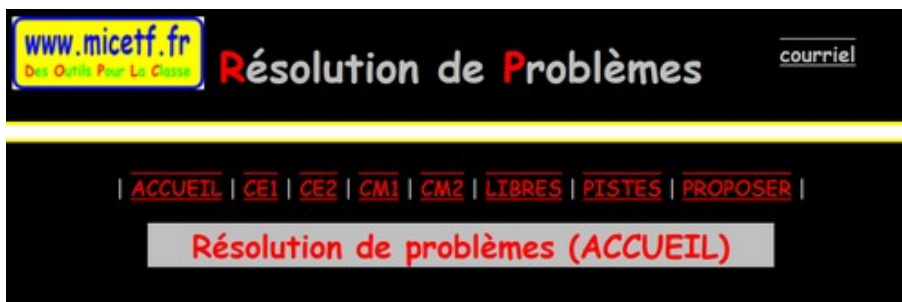 www.micetf.fr
Des Outils Pour La Classe
Résolution de Problèmes
courriel
| ACCUEIL | CE1 | CE2 | CM1 | CM2 | LIBRES | PISTES | PROPOSER |
Résolution de problèmes (ACCUEIL)